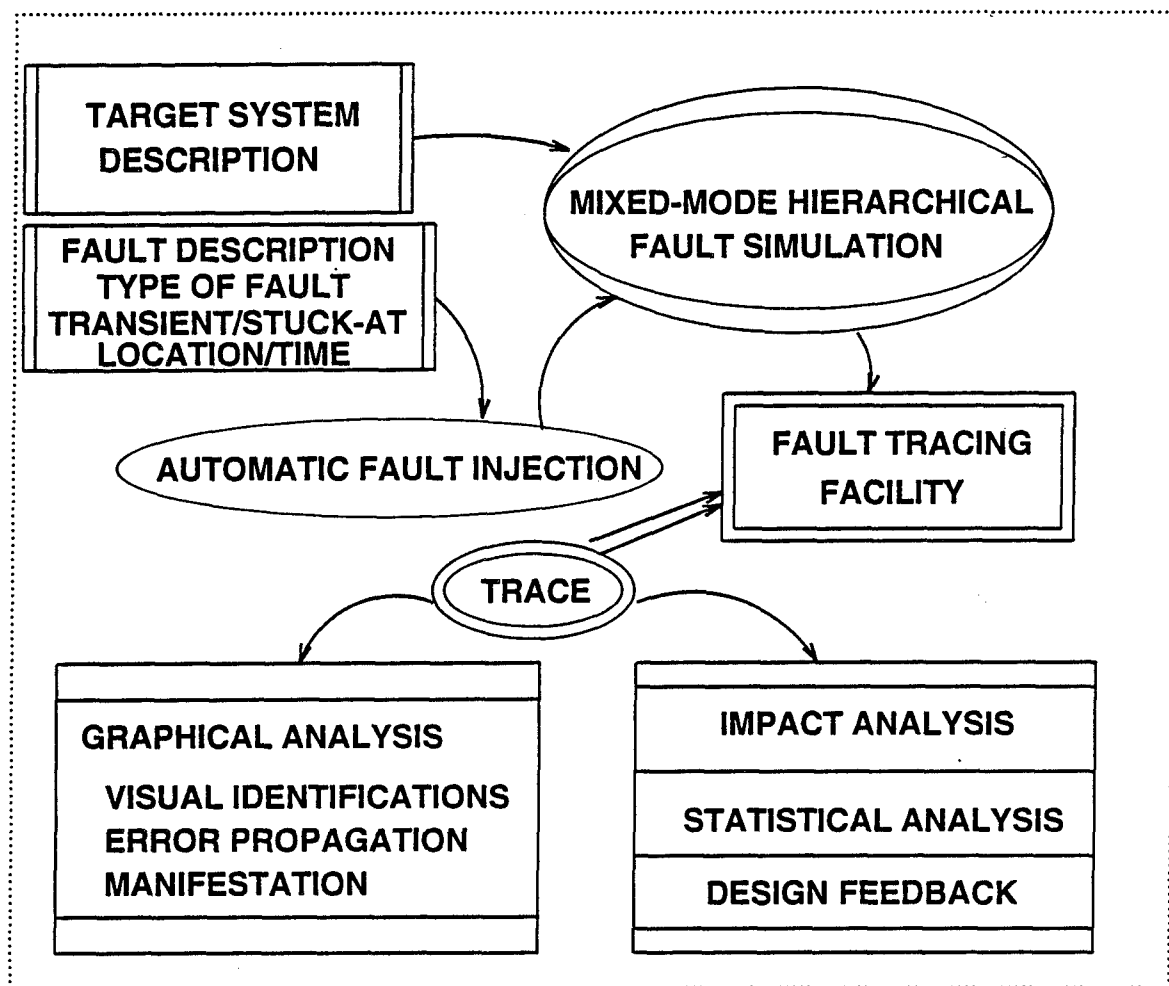 TARGET SYSTEM
DESCRIPTION
MIXED-MODE HIERARCHICAL
FAULT SIMULATION
FAULT DESCRIPTION
TYPE OF FAULT
TRANSIENT/STUCK-AT
LOCATION/TIME
AUTOMATIC FAULT INJECTION
FAULT TRACING
FACILITY
TRACE
GRAPHICAL ANALYSIS
VISUAL IDENTIFICATIONS
ERROR PROPAGATION
MANIFESTATION
IMPACT ANALYSIS
STATISTICAL ANALYSIS
DESIGN FEEDBACK